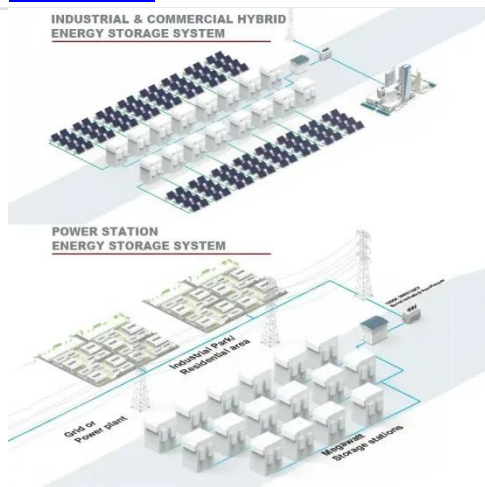 INDUSTRIAL & COMMERCIAL HYBRID
ENERGY STORAGE SYSTEM
POWER STATION
ENERGY STORAGE SYSTEM
Industrial Park/
Residential area
Grid or
Power plant
Megawatt
Storage stations